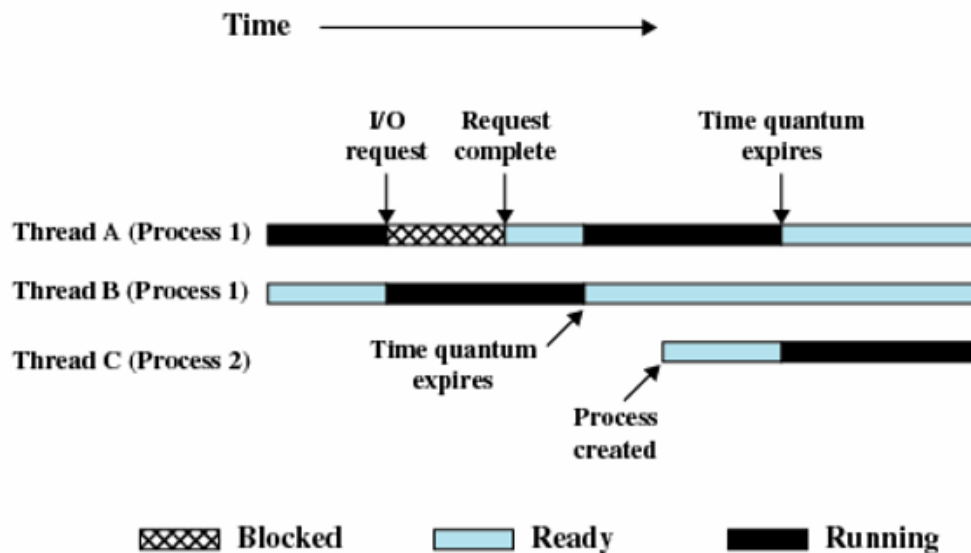 Time
I/O
request
Request
complete
Time quantum
expires
Thread A (Process 1)
Thread B (Process 1)
Time quantum
expires
Thread C (Process 2)
Process
created
Blocked
Ready
Running